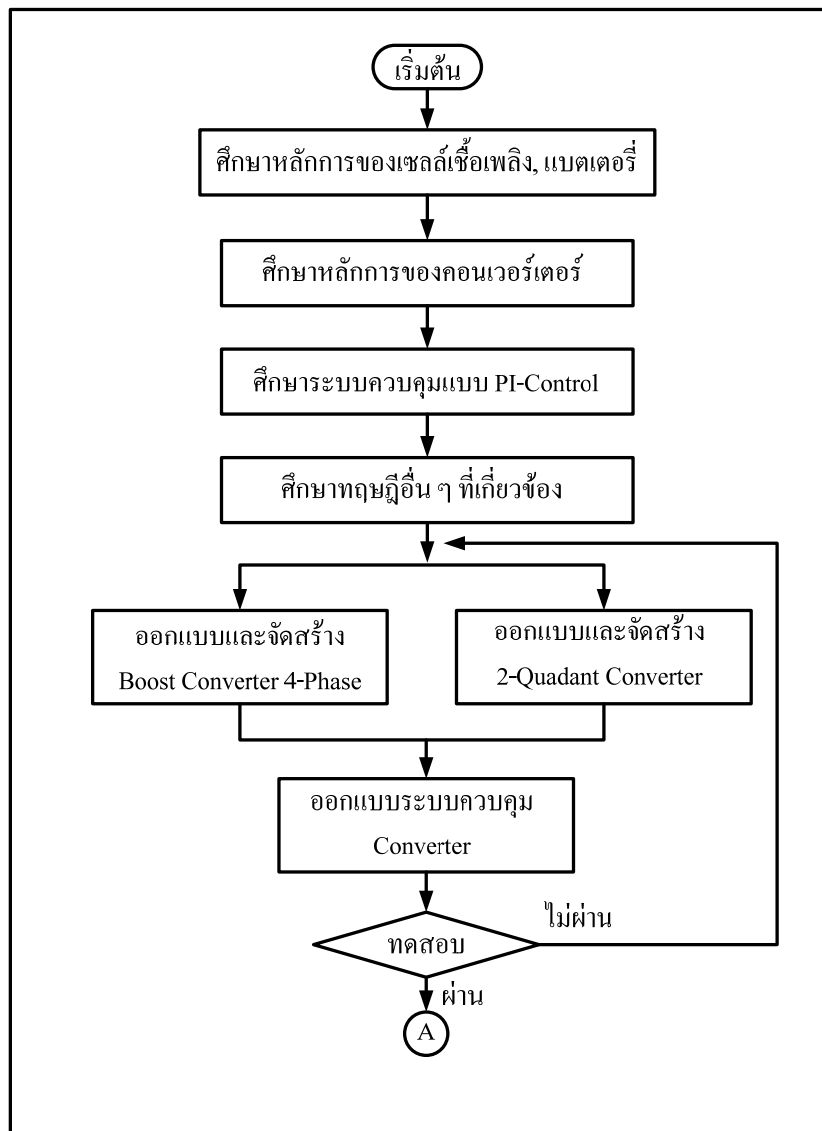 เริ่มต้น
ศึกษาหลักการของเซลล์เชื้อเพลิง, แบตเตอรี่
ศึกษาหลักการของคอนเวอร์เตอร์
ศึกษาระบบควบคุมแบบ PI-Control
ศึกษาทฤษฎีอื่น ๆ ที่เกี่ยวข้อง
ออกแบบและจัดสร้าง
Boost Converter 4-Phase
ออกแบบและจัดสร้าง
2-Quadant Converter
ออกแบบระบบควบคุม
Converter
ทดสอบ
ไม่ผ่าน
ผ่าน
A